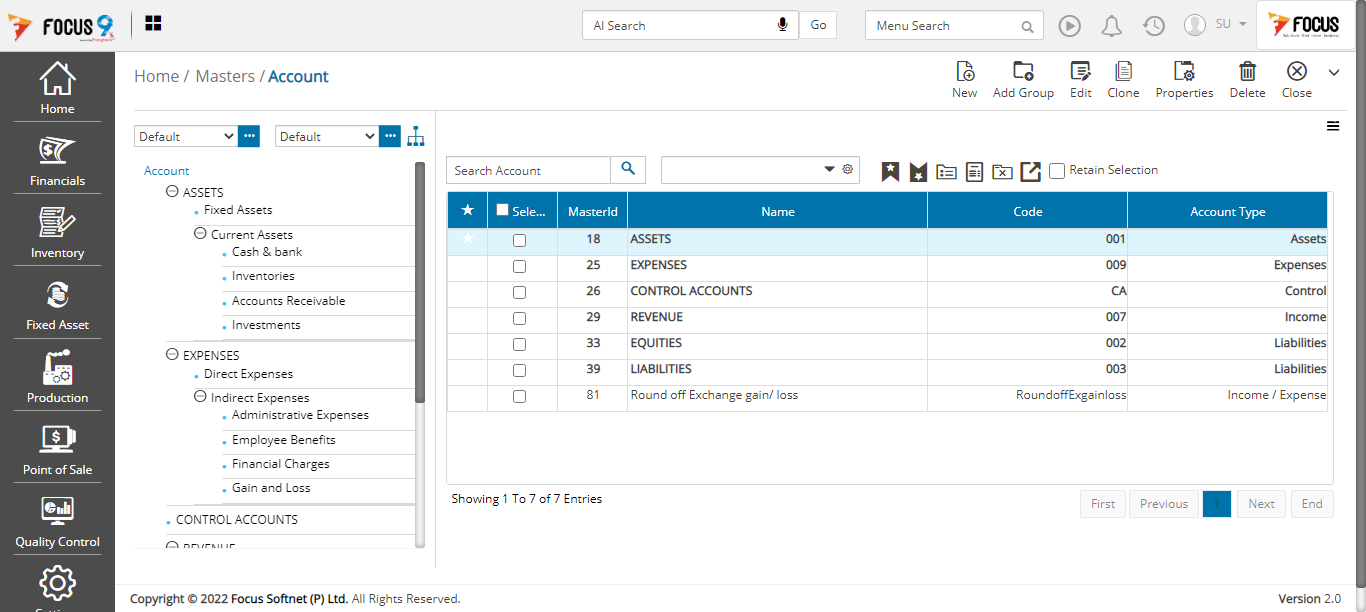 FOCUS 9
AI Search
Go
Menu Search
SU
FOCUS
Home
Financials
Inventory
Fixed Asset
Production
Point of Sale
Quality Control
Home / Masters / Account
New
Add Group
Edit
Clone
Properties
Delete
Close
Default
Default
Account
ASSETS
Fixed Assets
Current Assets
Cash & bank
Inventories
Accounts Receivable
Investments
EXPENSES
Direct Expenses
Indirect Expenses
Administrative Expenses
Employee Benefits
Financial Charges
Gain and Loss
CONTROL ACCOUNTS
REVENUE
Search Account
Retain Selection
Sele... MasterId Name Code Account Type
18 ASSETS 001 Assets
25 EXPENSES 009 Expenses
26 CONTROL ACCOUNTS CA Control
29 REVENUE 007 Income
33 EQUITIES 002 Liabilities
39 LIABILITIES 003 Liabilities
81 Round off Exchange gain/ loss RoundoffExgainloss Income / Expense
Showing 1 To 7 of 7 Entries
First Previous 1 Next End
Copyright © 2022 Focus Softnet (P) Ltd. All Rights Reserved.
Version 2.0